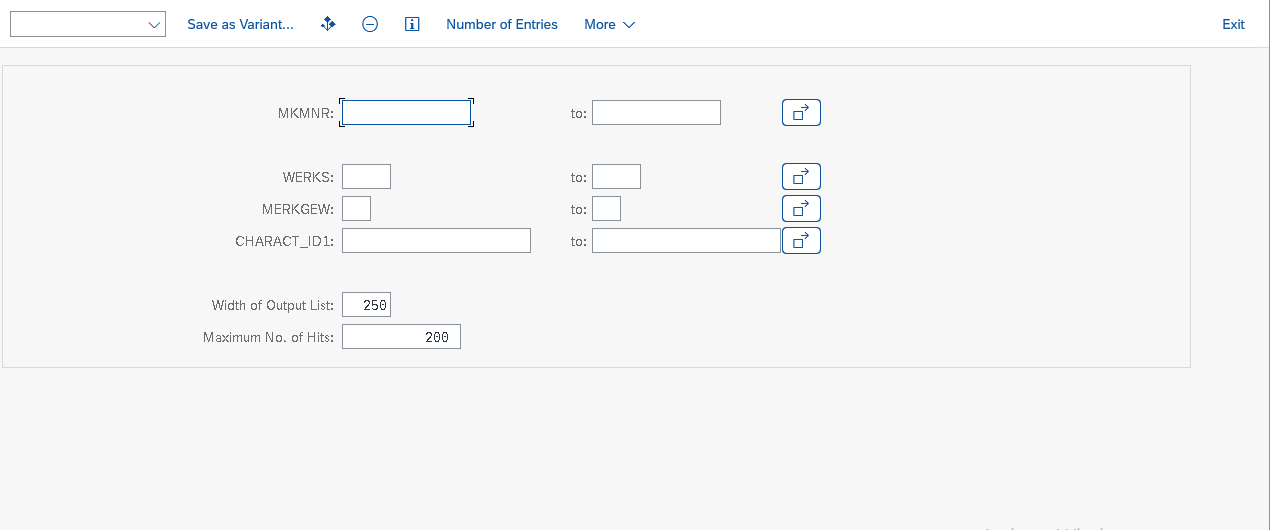 Save as Variant... Number of Entries More Exit
MKMNR: to:
WERKS: to:
MERKGEW: to:
CHARACT_ID1: to:
Width of Output List: 250
Maximum No. of Hits: 200